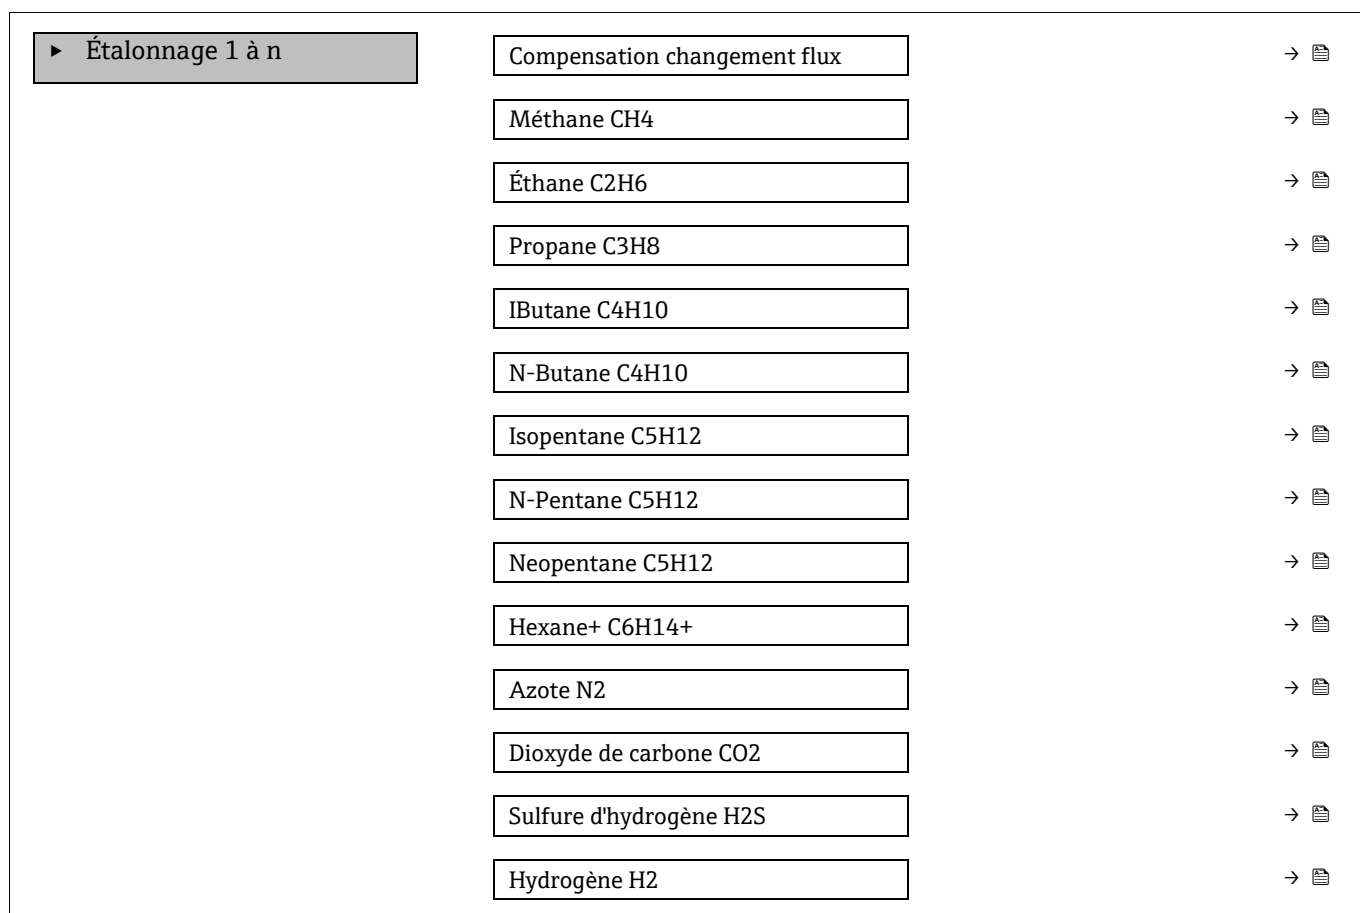 ▸ Étalonnage 1 à n
Compensation changement flux → 🖹
Méthane CH4 → 🖹
Éthane C2H6 → 🖹
Propane C3H8 → 🖹
IButane C4H10 → 🖹
N-Butane C4H10 → 🖹
Isopentane C5H12 → 🖹
N-Pentane C5H12 → 🖹
Neopentane C5H12 → 🖹
Hexane+ C6H14+ → 🖹
Azote N2 → 🖹
Dioxyde de carbone CO2 → 🖹
Sulfure d'hydrogène H2S → 🖹
Hydrogène H2 → 🖹